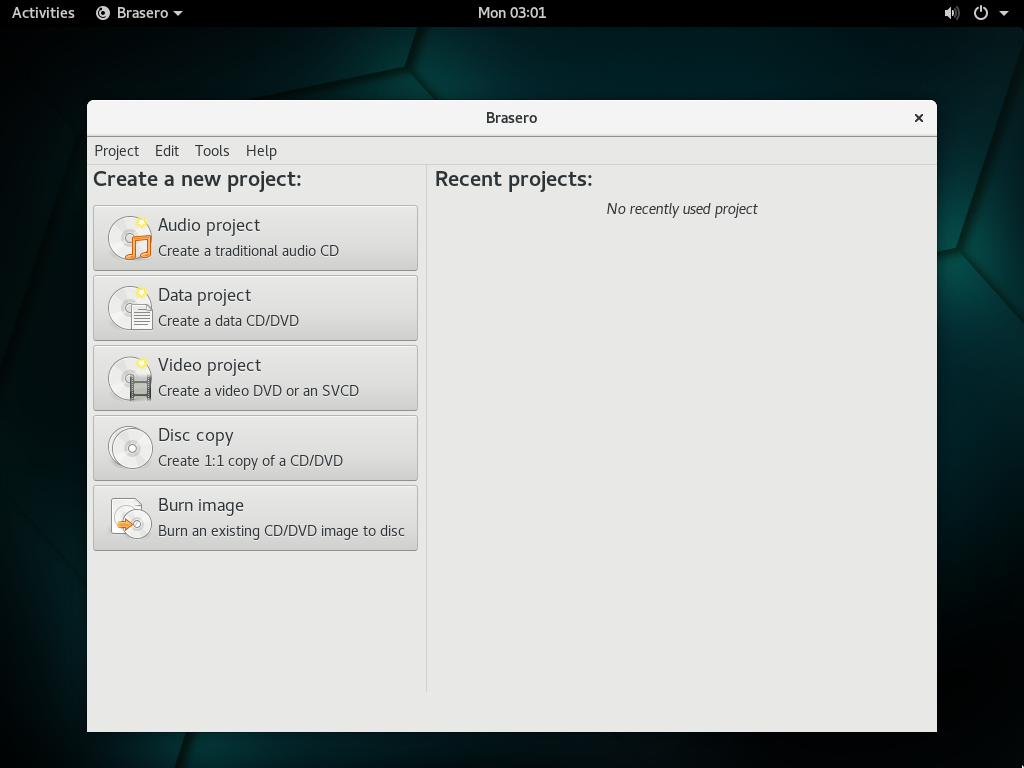 Activities Brasero Mon 03:01
Brasero
Project Edit Tools Help
Create a new project:
Audio project
Create a traditional audio CD
Data project
Create a data CD/DVD
Video project
Create a video DVD or an SVCD
Disc copy
Create 1:1 copy of a CD/DVD
Burn image
Burn an existing CD/DVD image to disc
Recent projects:
No recently used project